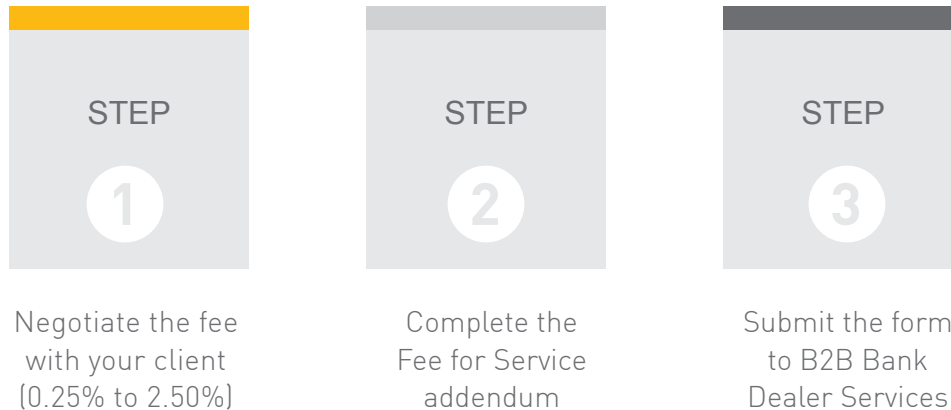 STEP
1
Negotiate the fee
with your client
(0.25% to 2.50%)
STEP
2
Complete the
Fee for Service
addendum
STEP
3
Submit the form
to B2B Bank
Dealer Services